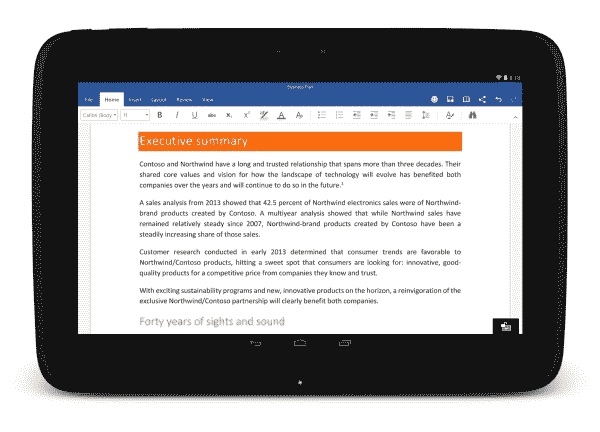 8:13
Business Plan
File Home Insert Layout Review View
Calibri (Body 11 B I U abc X₂ X² A A
Executive summary
Contoso and Northwind have a long and trusted relationship that spans more than three decades. Their
shared core values and vision for how the landscape of technology will evolve has benefited both
companies over the years and will continue to do so in the future.¹
A sales analysis from 2013 showed that 42.5 percent of Northwind electronics sales were of Northwind-
brand products created by Contoso. A multiyear analysis showed that while Northwind sales have
remained relatively steady since 2007, Northwind-brand products created by Contoso have been a
steadily increasing share of those sales.
Customer research conducted in early 2013 determined that consumer trends are favorable to
Northwind/Contoso products, hitting a sweet spot that consumers are looking for: innovative, good-
quality products for a competitive price from companies they know and trust.
With exciting sustainability programs and new, innovative products on the horizon, a reinvigoration of the
exclusive Northwind/Contoso partnership will clearly benefit both companies.
Forty years of sights and sound